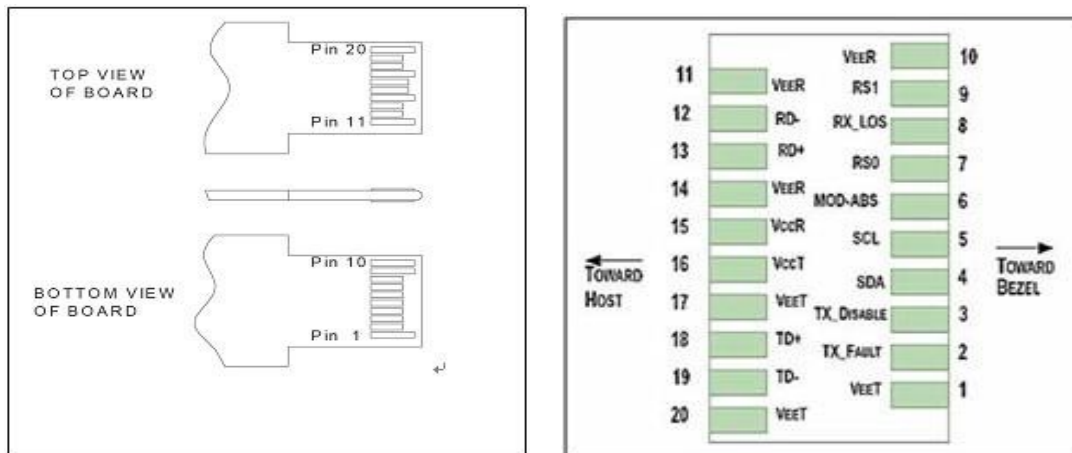 Pin 20
TOP VIEW
OF BOARD
Pin 11
Pin 10
BOTTOM VIEW
OF BOARD
Pin 1
VEER 10
11 VEER
RS1 9
12 RD-
RX_LOS 8
13 RD+
RS0 7
14 VEER
MOD-ABS 6
15 VCCR
SCL 5
16 VCCT
TOWARD
HOST
TOWARD
BEZEL
SDA 4
17 VEET
TX_DISABLE 3
18 TD+
TX_FAULT 2
19 TD-
VEET 1
20 VEET